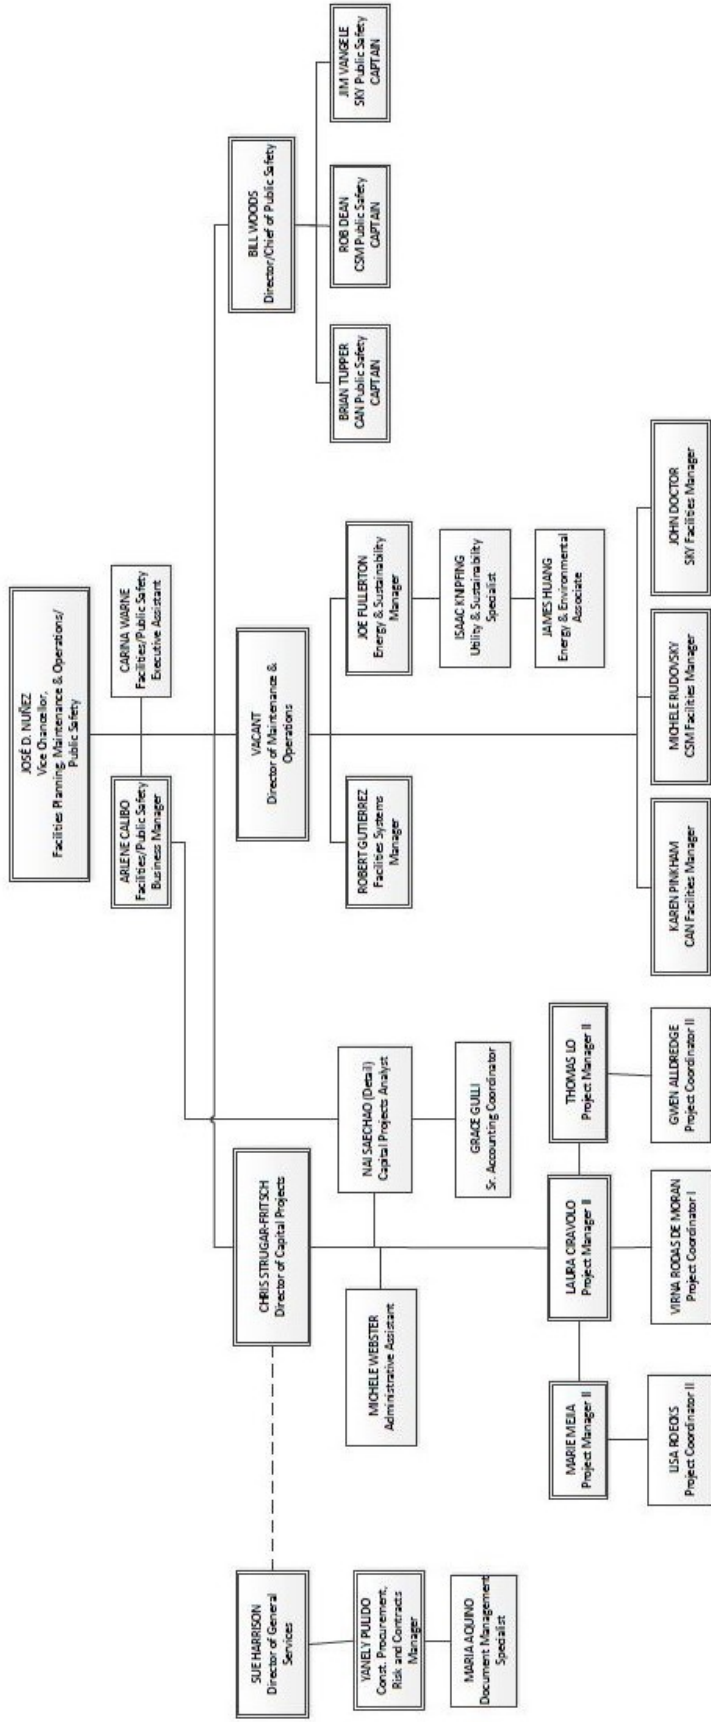 JOSÉ D. NUÑEZ
Vice Chancellor,
Facilities Planning, Maintenance & Operations/
Public Safety
ARLENE CALIBO
Facilities/Public Safety
Business Manager
CARINA WARNE
Facilities/Public Safety
Executive Assistant
SUE HARRISON
Director of General
Services
CHRIS STRUGAR-FRITSCH
Director of Capital Projects
VACANT
Director of Maintenance &
Operations
BILL WOODS
Director/Chief of Public Safety
YANELY PULIDO
Const. Procurement,
Risk and Contracts
Manager
MARIA AQUINO
Document Management
Specialist
MICHELE WEBSTER
Administrative Assistant
NAI SAECHAO (Detail)
Capital Projects Analyst
GRACE GULLI
Sr. Accounting Coordinator
ROBERT GUTIERREZ
Facilities Systems
Manager
JOE FULLERTON
Energy & Sustainability
Manager
ISAAC KNIPFING
Utility & Sustainability
Specialist
JAMES HUANG
Energy & Environmental
Associate
BRIAN TUPPER
CAN Public Safety
CAPTAIN
ROB DEAN
CSM Public Safety
CAPTAIN
JIM VANGELE
SKY Public Safety
CAPTAIN
MARIE MEJIA
Project Manager II
LAURA CIRAVOLO
Project Manager II
THOMAS LO
Project Manager II
LISA ROECKS
Project Coordinator II
VIRNA RODAS DE MORAN
Project Coordinator I
GWEN ALLDREDGE
Project Coordinator II
KAREN PINKHAM
CAN Facilities Manager
MICHELE RUDOVSKY
CSM Facilities Manager
JOHN DOCTOR
SKY Facilities Manager